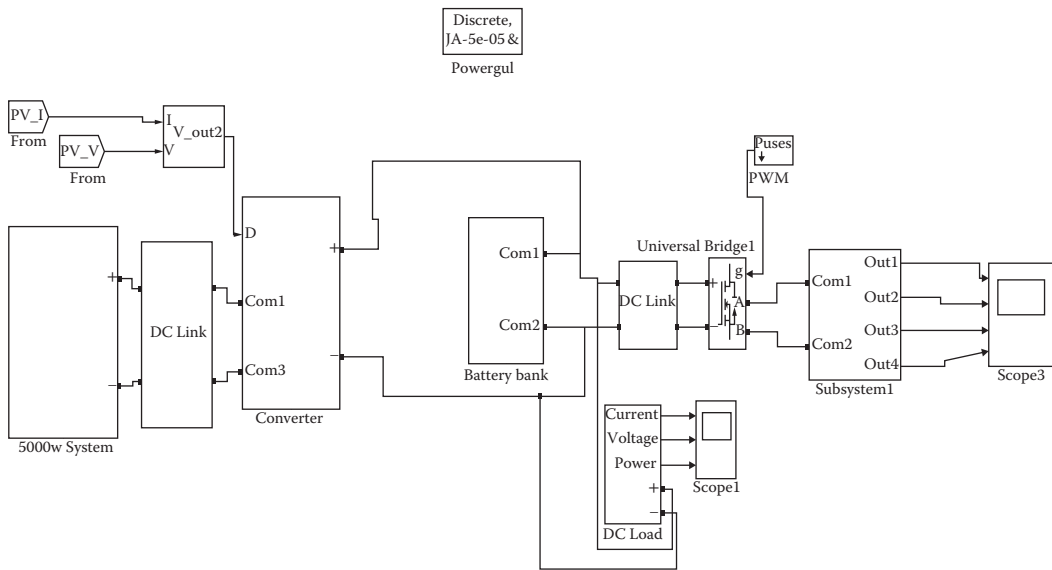 Discrete,
JA-5e-05 &
Powergul
PV_I
From
PV_V
From
I
V_out2
V
Puses
PWM
D
+
Com1
Com3
−
Converter
+
−
5000w System
DC Link
Com1
Com2
Battery bank
DC Link
Universal Bridge1
g
+
A
−
B
Com1
Com2
Out1
Out2
Out3
Out4
Subsystem1
Scope3
Current
Voltage
Power
+
−
DC Load
Scope1